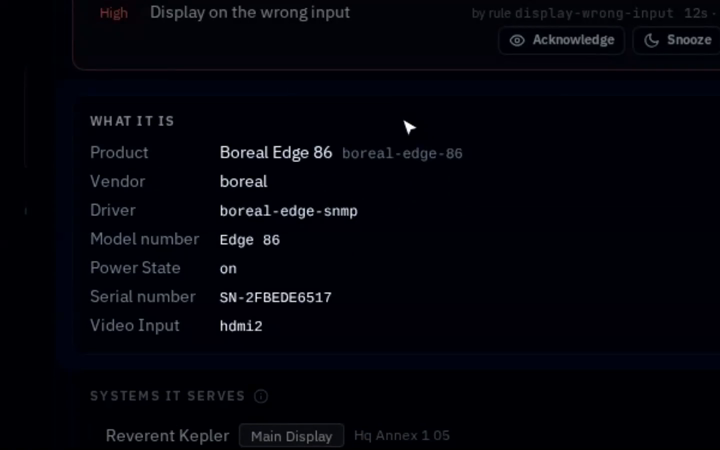 High Display on the wrong input by rule display-wrong-input 12s
Acknowledge Snooze
WHAT IT IS
Product Boreal Edge 86 boreal-edge-86
Vendor boreal
Driver boreal-edge-snmp
Model number Edge 86
Power State on
Serial number SN-2FBEDE6517
Video Input hdmi2
SYSTEMS IT SERVES
Reverent Kepler Main Display Hq Annex 1 05